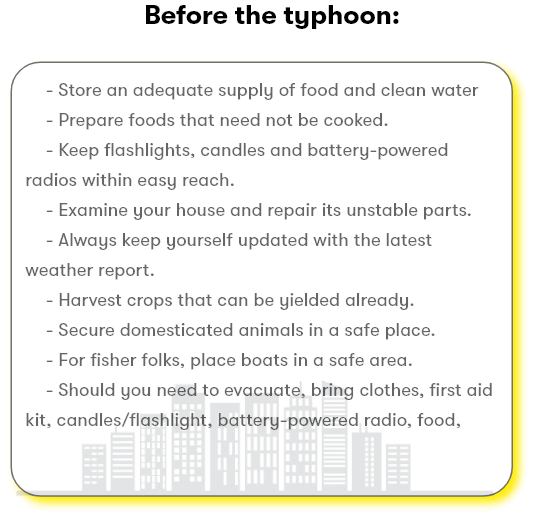 Before the typhoon:
- Store an adequate supply of food and clean water
- Prepare foods that need not be cooked.
- Keep flashlights, candles and battery-powered
radios within easy reach.
- Examine your house and repair its unstable parts.
- Always keep yourself updated with the latest
weather report.
- Harvest crops that can be yielded already.
- Secure domesticated animals in a safe place.
- For fisher folks, place boats in a safe area.
- Should you need to evacuate, bring clothes, first aid
kit, candles/flashlight, battery-powered radio, food,